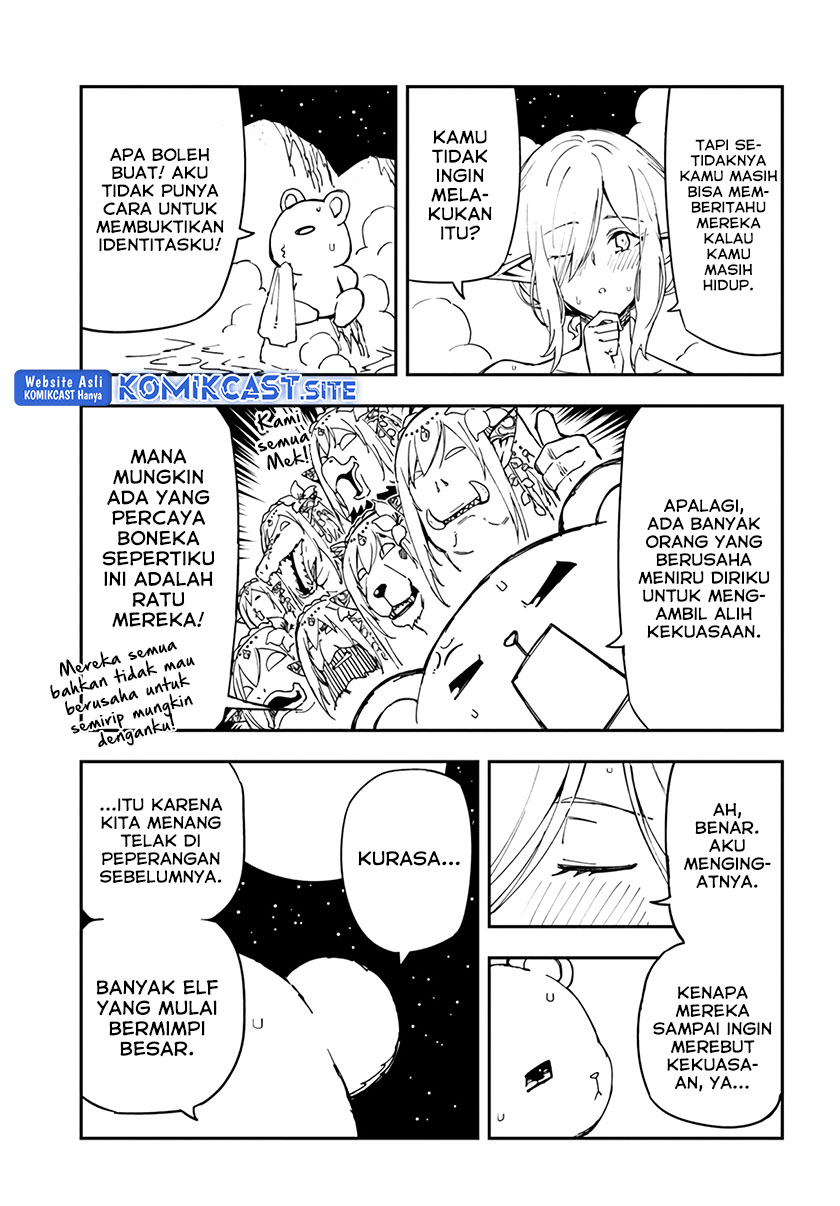 TAPI SE-
TIDAKNYA
KAMU MASIH
BISA MEM-
BERITAHU
MEREKA
KALAU
KAMU
MASIH
HIDUP.
KAMU
TIDAK
INGIN
MELA-
KUKAN
ITU?
APA BOLEH
BUAT! AKU
TIDAK PUNYA
CARA UNTUK
MEMBUKTIKAN
IDENTITASKU!
Website Asli
KOMIKCAST Hanya
KOMIKCAST.SITE
APALAGI,
ADA BANYAK
ORANG YANG
BERUSAHA
MENIRU DIRIKU
UNTUK MENG-
AMBIL ALIH
KEKUASAAN.
Kami
semua
Mek!
MANA
MUNGKIN
ADA YANG
PERCAYA
BONEKA
SEPERTIKU
INI ADALAH
RATU
MEREKA!
Mereka semua
bahkan tidak mau
berusaha untuk
semirip mungkin
denganku!
AH,
BENAR.
AKU
MENGING-
ATNYA.
KENAPA
MEREKA
SAMPAI INGIN
MEREBUT
KEKUASA-
AN, YA...
KURASA...
...ITU KARENA
KITA MENANG
TELAK DI
PEPERANGAN
SEBELUMNYA.
BANYAK ELF
YANG MULAI
BERMIMPI
BESAR.